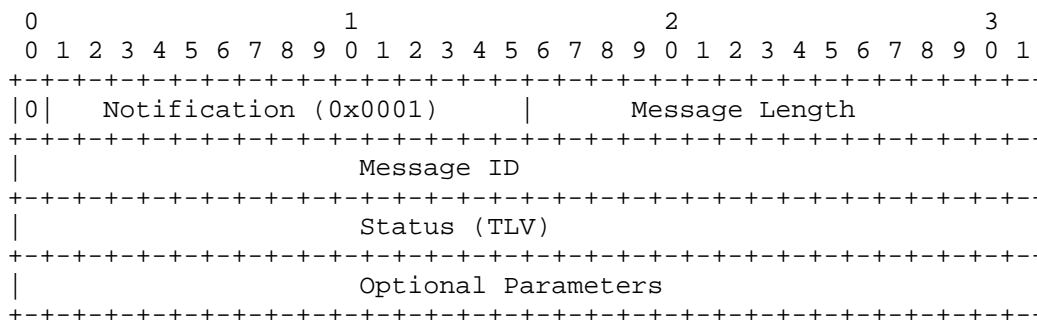 0                   1                   2                   3
 0 1 2 3 4 5 6 7 8 9 0 1 2 3 4 5 6 7 8 9 0 1 2 3 4 5 6 7 8 9 0 1
+-+-+-+-+-+-+-+-+-+-+-+-+-+-+-+-+-+-+-+-+-+-+-+-+-+-+-+-+-+-+-+-
|0|   Notification (0x0001)     |      Message Length
+-+-+-+-+-+-+-+-+-+-+-+-+-+-+-+-+-+-+-+-+-+-+-+-+-+-+-+-+-+-+-+-
|                     Message ID
+-+-+-+-+-+-+-+-+-+-+-+-+-+-+-+-+-+-+-+-+-+-+-+-+-+-+-+-+-+-+-+-
|                     Status (TLV)
+-+-+-+-+-+-+-+-+-+-+-+-+-+-+-+-+-+-+-+-+-+-+-+-+-+-+-+-+-+-+-+-
|                     Optional Parameters
+-+-+-+-+-+-+-+-+-+-+-+-+-+-+-+-+-+-+-+-+-+-+-+-+-+-+-+-+-+-+-+-